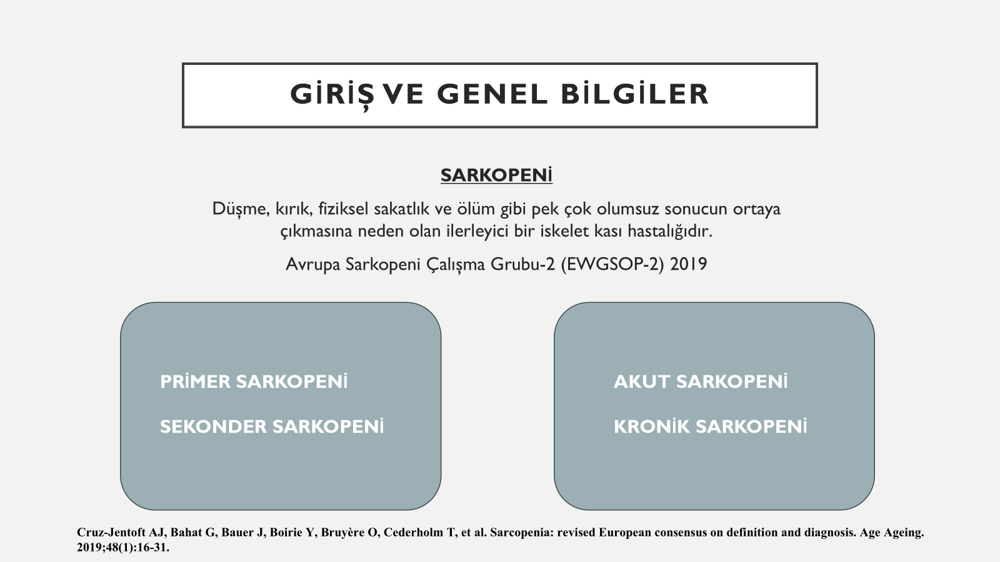 GİRİŞ VE GENEL BİLGİLER
SARKOPENİ
Düşme, kırık, fiziksel sakatlık ve ölüm gibi pek çok olumsuz sonucun ortaya
çıkmasına neden olan ilerleyici bir iskelet kası hastalığıdır.
Avrupa Sarkopeni Çalışma Grubu-2 (EWGSOP-2) 2019
PRİMER SARKOPENİ
SEKONDER SARKOPENİ
AKUT SARKOPENİ
KRONİK SARKOPENİ
Cruz-Jentoft AJ, Bahat G, Bauer J, Boirie Y, Bruyère O, Cederholm T, et al. Sarcopenia: revised European consensus on definition and diagnosis. Age Ageing.
2019;48(1):16-31.